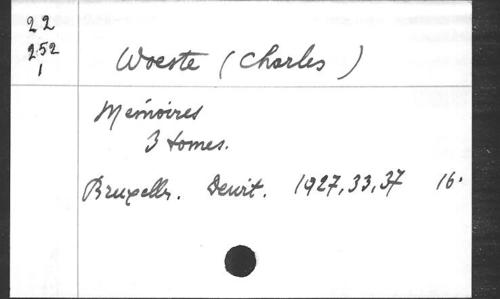 22
252
1
Woeste (Charles)
Mémoires
3 tomes.
Bruxelles. Dewit. 1927, 33, 37 16.